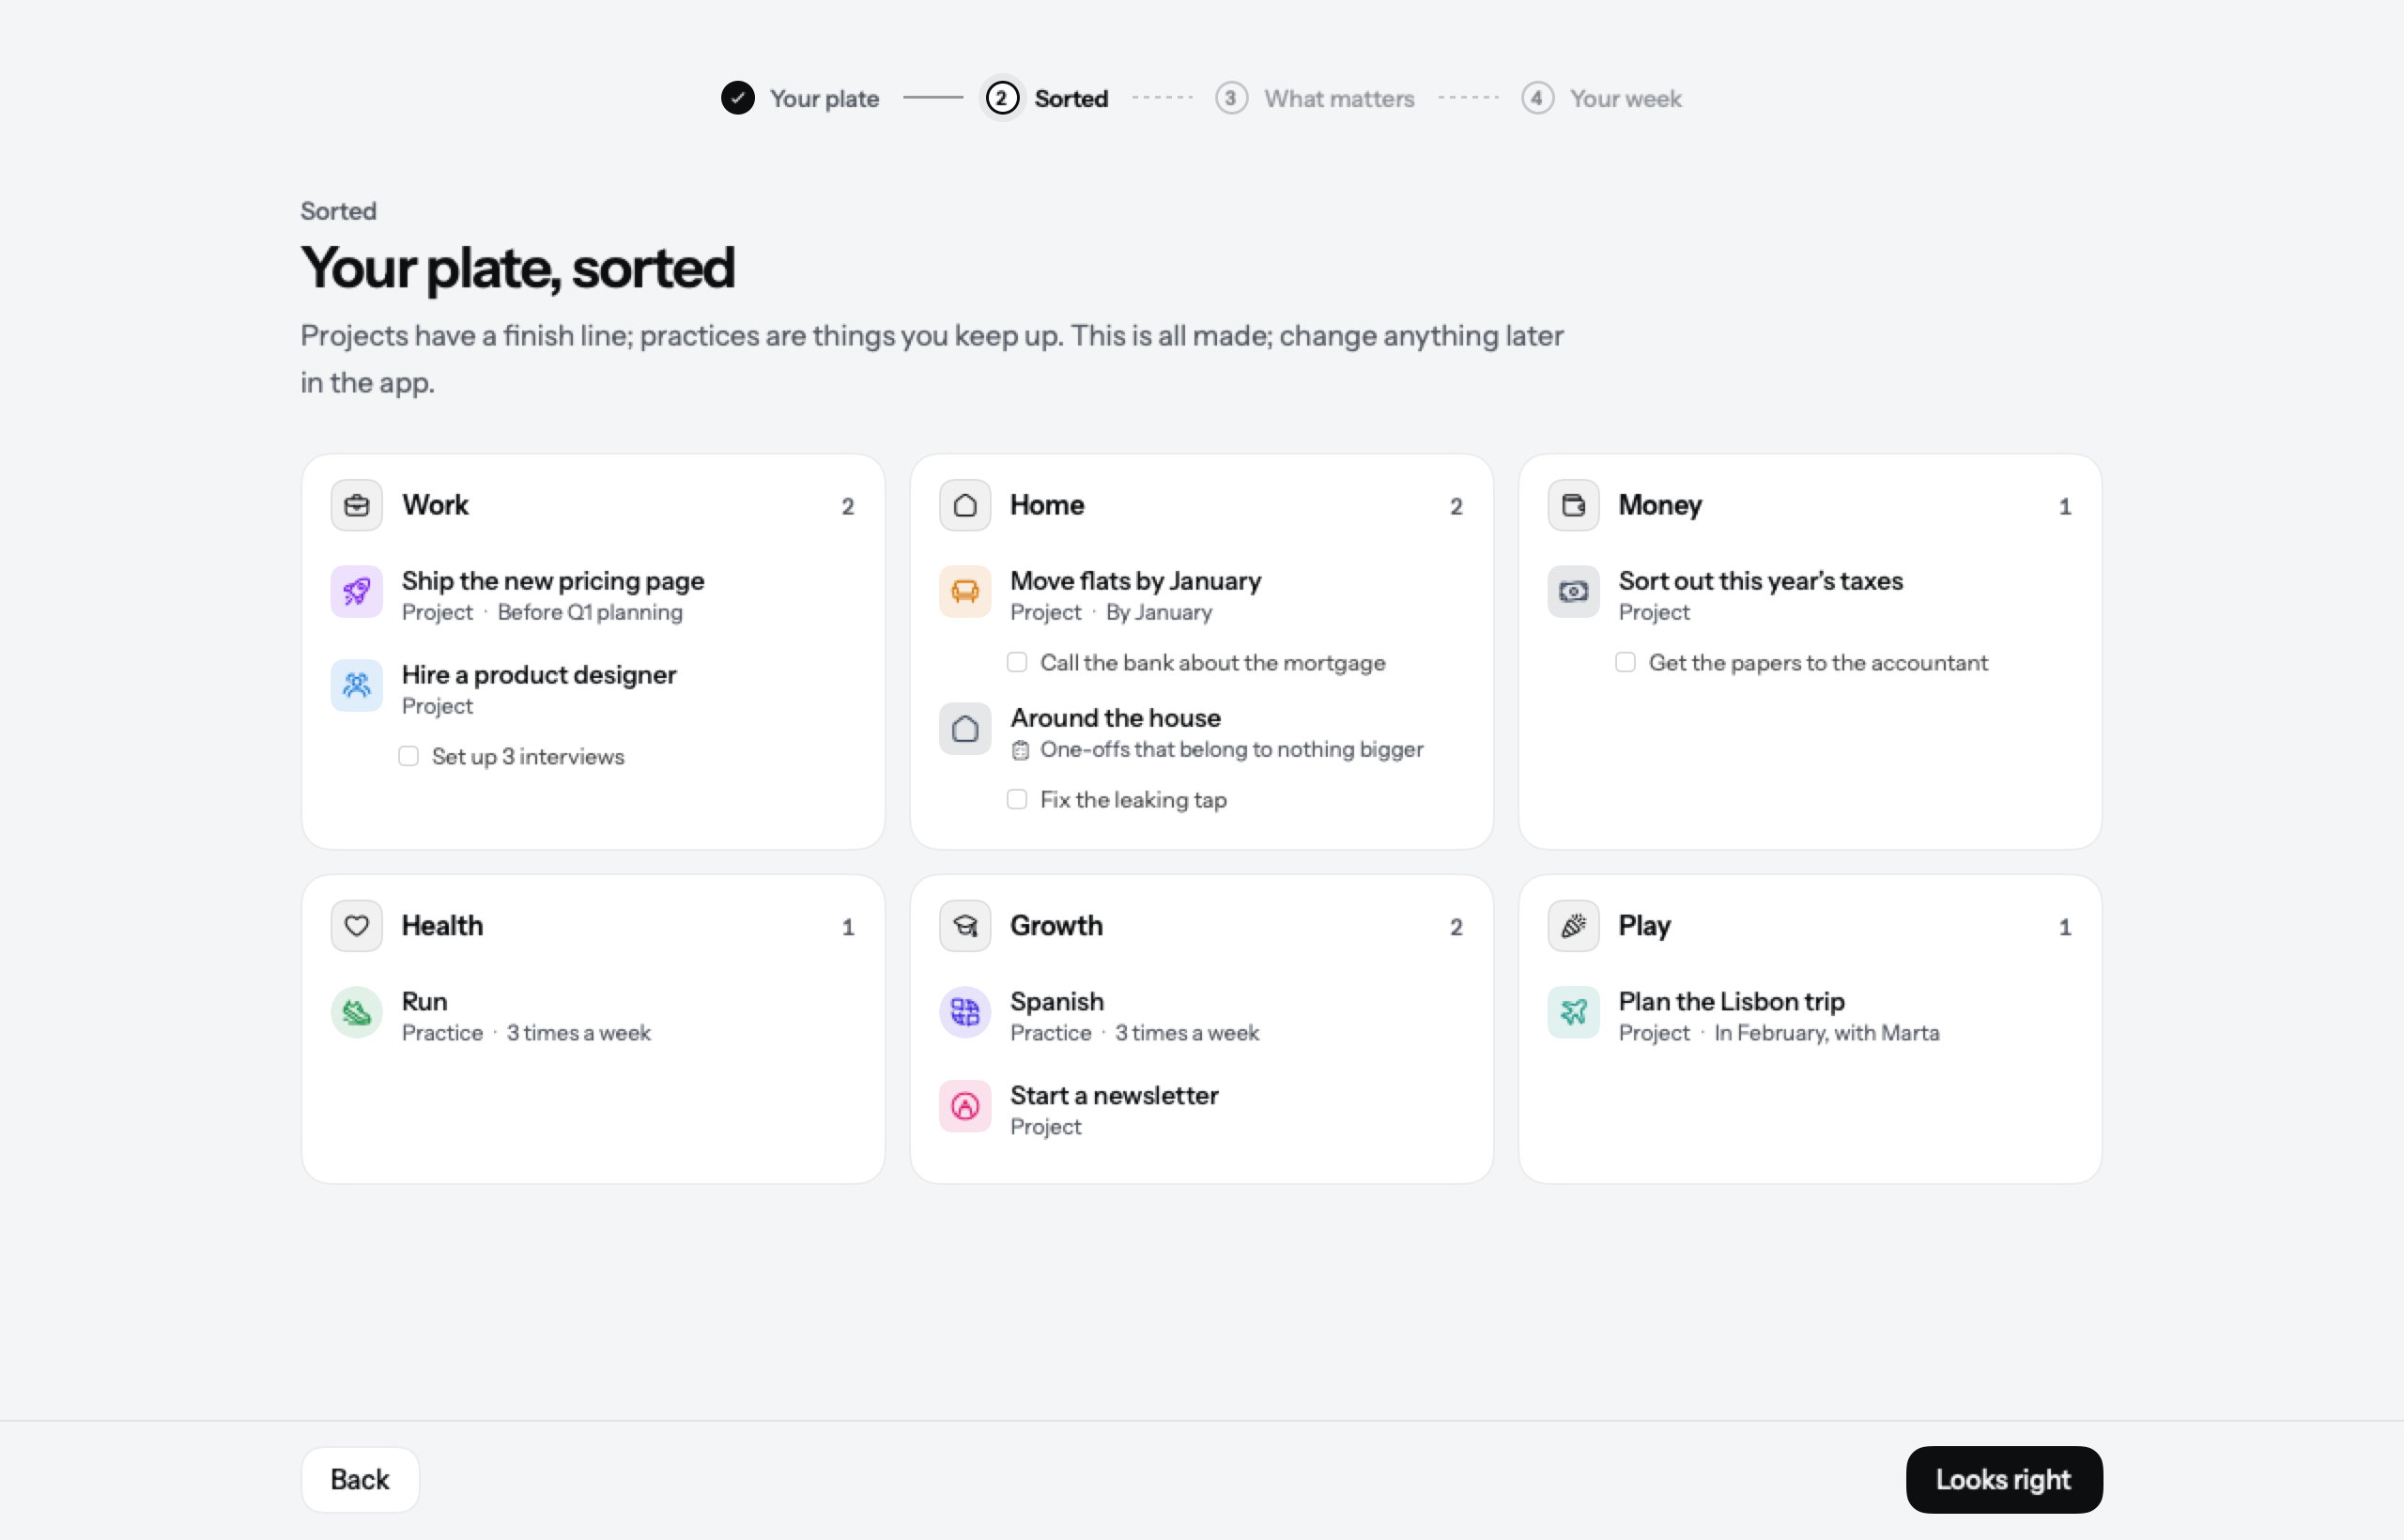 Your plate
2 Sorted
3 What matters
4 Your week
Sorted
Your plate, sorted
Projects have a finish line; practices are things you keep up. This is all made; change anything later
in the app.
Work 2
Ship the new pricing page
Project · Before Q1 planning
Hire a product designer
Project
Set up 3 interviews
Home 2
Move flats by January
Project · By January
Call the bank about the mortgage
Around the house
One-offs that belong to nothing bigger
Fix the leaking tap
Money 1
Sort out this year’s taxes
Project
Get the papers to the accountant
Health 1
Run
Practice · 3 times a week
Growth 2
Spanish
Practice · 3 times a week
Start a newsletter
Project
Play 1
Plan the Lisbon trip
Project · In February, with Marta
Back
Looks right